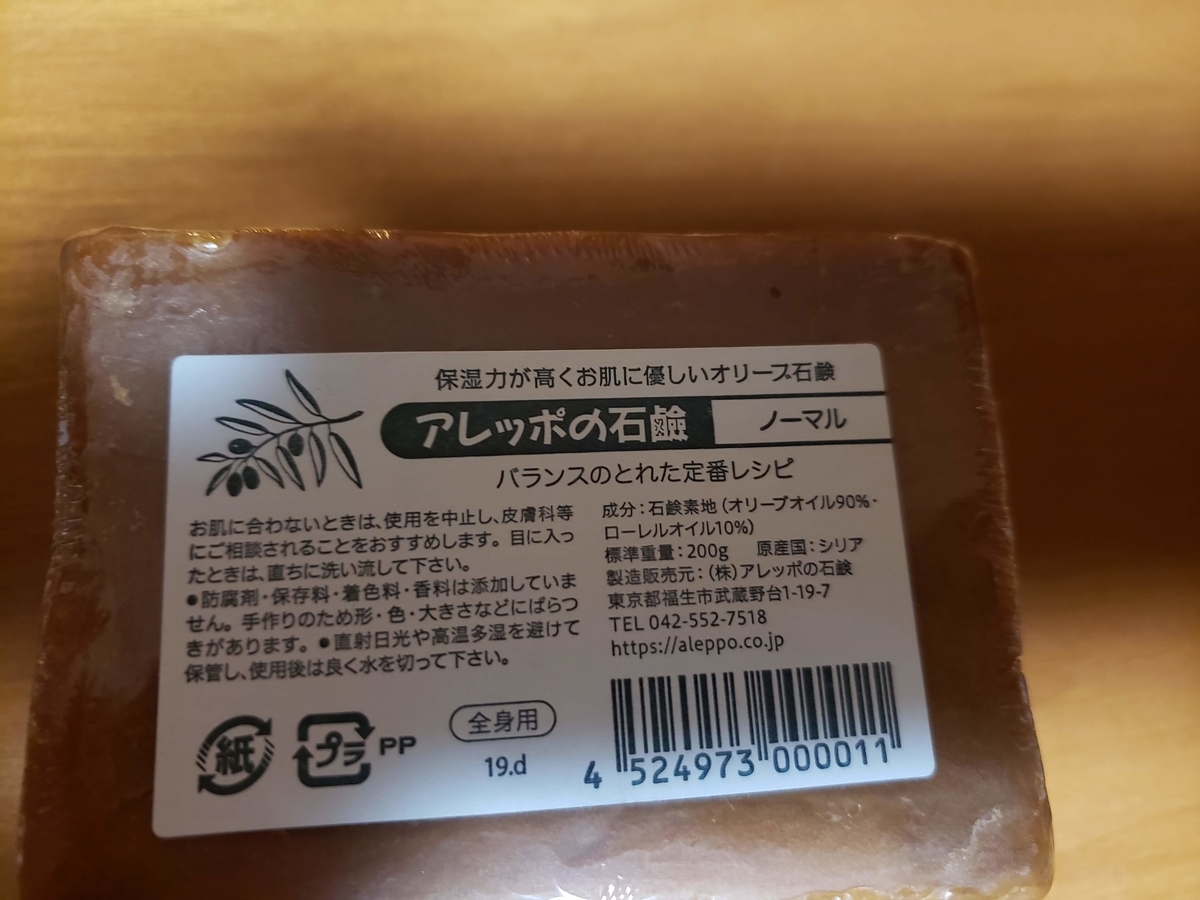 保湿力が高くお肌に優しいオリーブ石鹸
アレッポの石鹸 ノーマル
バランスのとれた定番レシピ
お肌に合わないときは、使用を中止し、皮膚科等
にご相談されることをおすすめします。目に入っ
たときは、直ちに洗い流して下さい。
●防腐剤・保存料・着色料・香料は添加していま
せん。手作りのため形・色・大きさなどにばらつ
きがあります。●直射日光や高温多湿を避けて
保管し、使用後は良く水を切って下さい。
成分：石鹸素地（オリーブオイル90%・
ローレルオイル10%）
標準重量：200g 原産国：シリア
製造販売元：（株）アレッポの石鹸
東京都福生市武蔵野台1-19-7
TEL 042-552-7518
https://aleppo.co.jp
紙 プラ PP
全身用
19.d
4 524973 000011